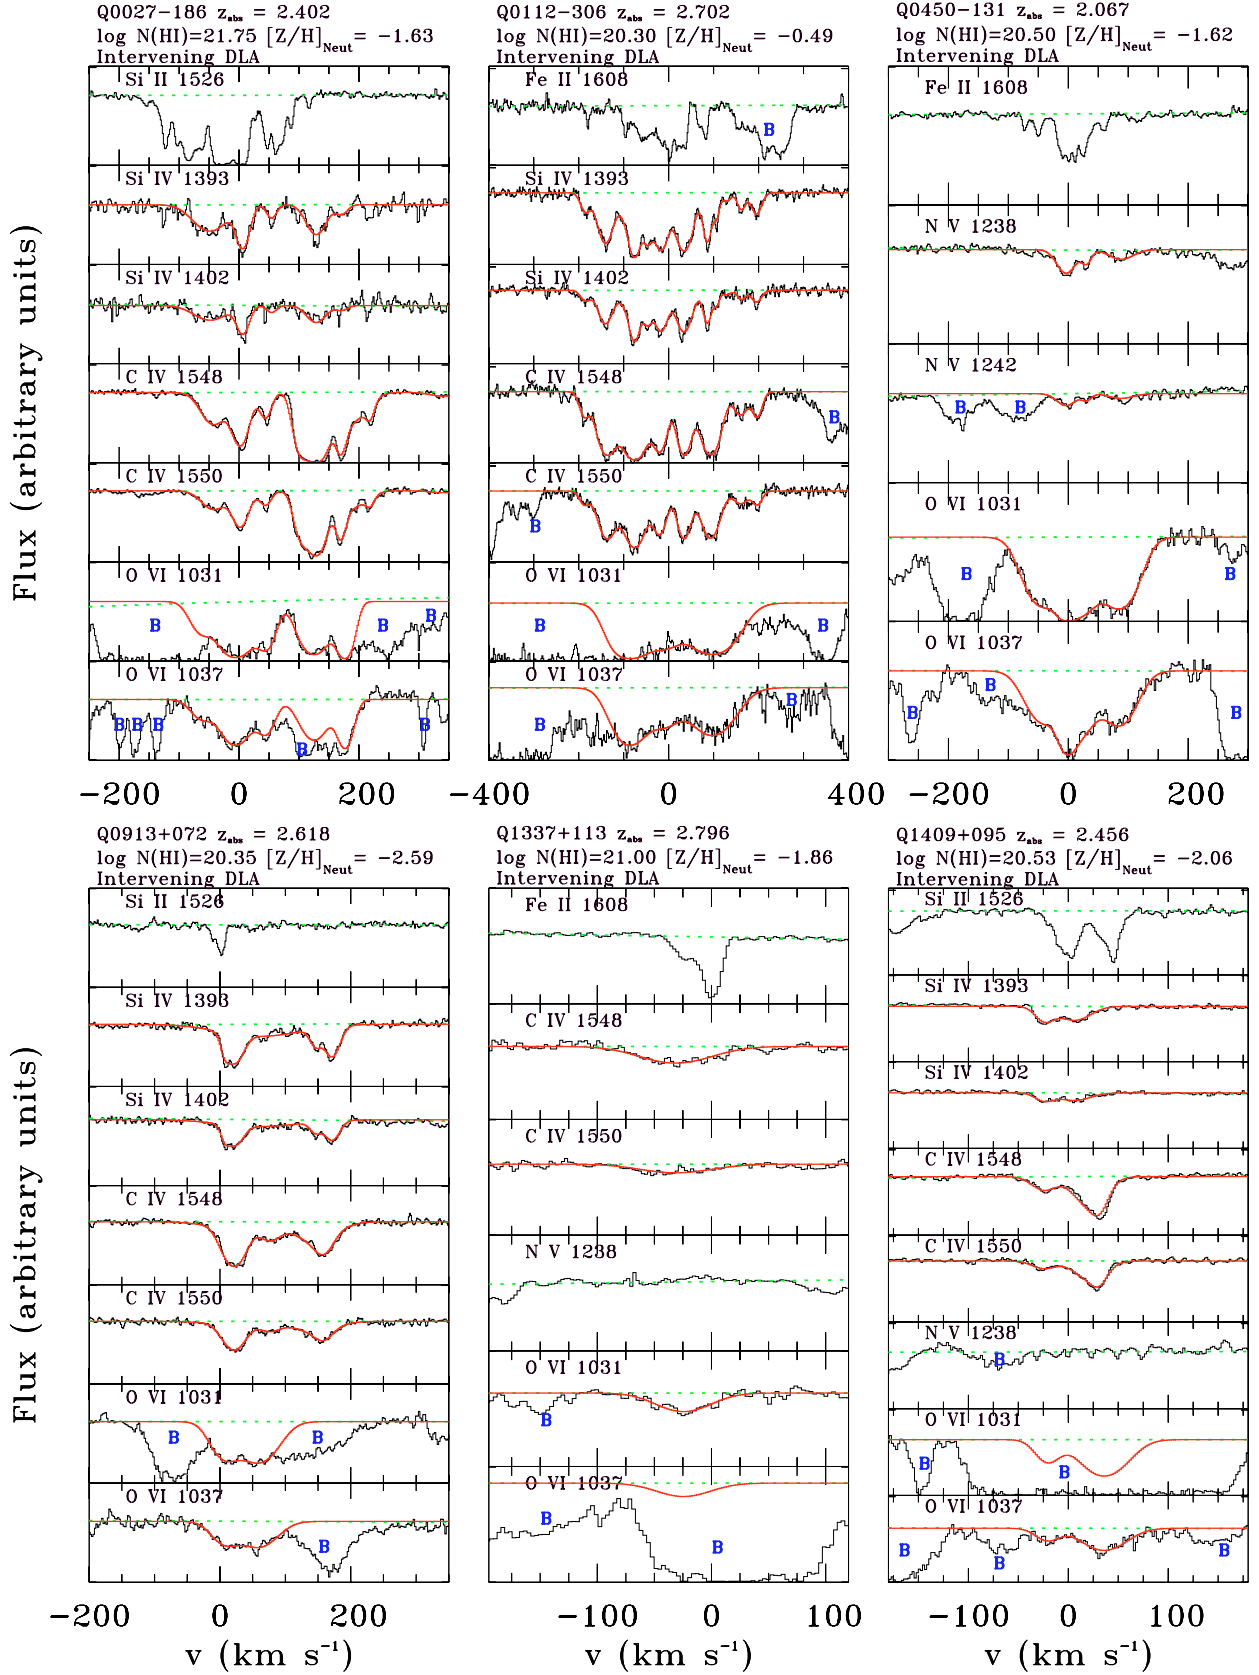 Q0027-186 z_abs = 2.402
log N(HI)=21.75 [Z/H]_Neut = -1.63
Intervening DLA
Si II 1526
Si IV 1393
Si IV 1402
C IV 1548
C IV 1550
O VI 1031
B
B
B
O VI 1037
B
B
B
B
B
-200 0 200
Q0112-306 z_abs = 2.702
log N(HI)=20.30 [Z/H]_Neut = -0.49
Intervening DLA
Fe II 1608
B
Si IV 1393
Si IV 1402
C IV 1548
B
C IV 1550
B
O VI 1031
B
B
O VI 1037
B
B
-400 0 400
Q0450-131 z_abs = 2.067
log N(HI)=20.50 [Z/H]_Neut = -1.62
Intervening DLA
Fe II 1608
N V 1238
N V 1242
B
B
O VI 1031
B
B
O VI 1037
B
B
B
-200 0 200
Flux (arbitrary units)
Q0913+072 z_abs = 2.618
log N(HI)=20.35 [Z/H]_Neut = -2.59
Intervening DLA
Si II 1526
Si IV 1393
Si IV 1402
C IV 1548
C IV 1550
O VI 1031
B
B
O VI 1037
B
-200 0 200
v (km s⁻¹)
Q1337+113 z_abs = 2.796
log N(HI)=21.00 [Z/H]_Neut = -1.86
Intervening DLA
Fe II 1608
C IV 1548
C IV 1550
N V 1238
O VI 1031
B
O VI 1037
B
B
-100 0 100
v (km s⁻¹)
Q1409+095 z_abs = 2.456
log N(HI)=20.53 [Z/H]_Neut = -2.06
Intervening DLA
Si II 1526
Si IV 1393
Si IV 1402
C IV 1548
C IV 1550
N V 1238
B
O VI 1031
B
B
O VI 1037
B
B
B
-100 0 100
v (km s⁻¹)
Flux (arbitrary units)